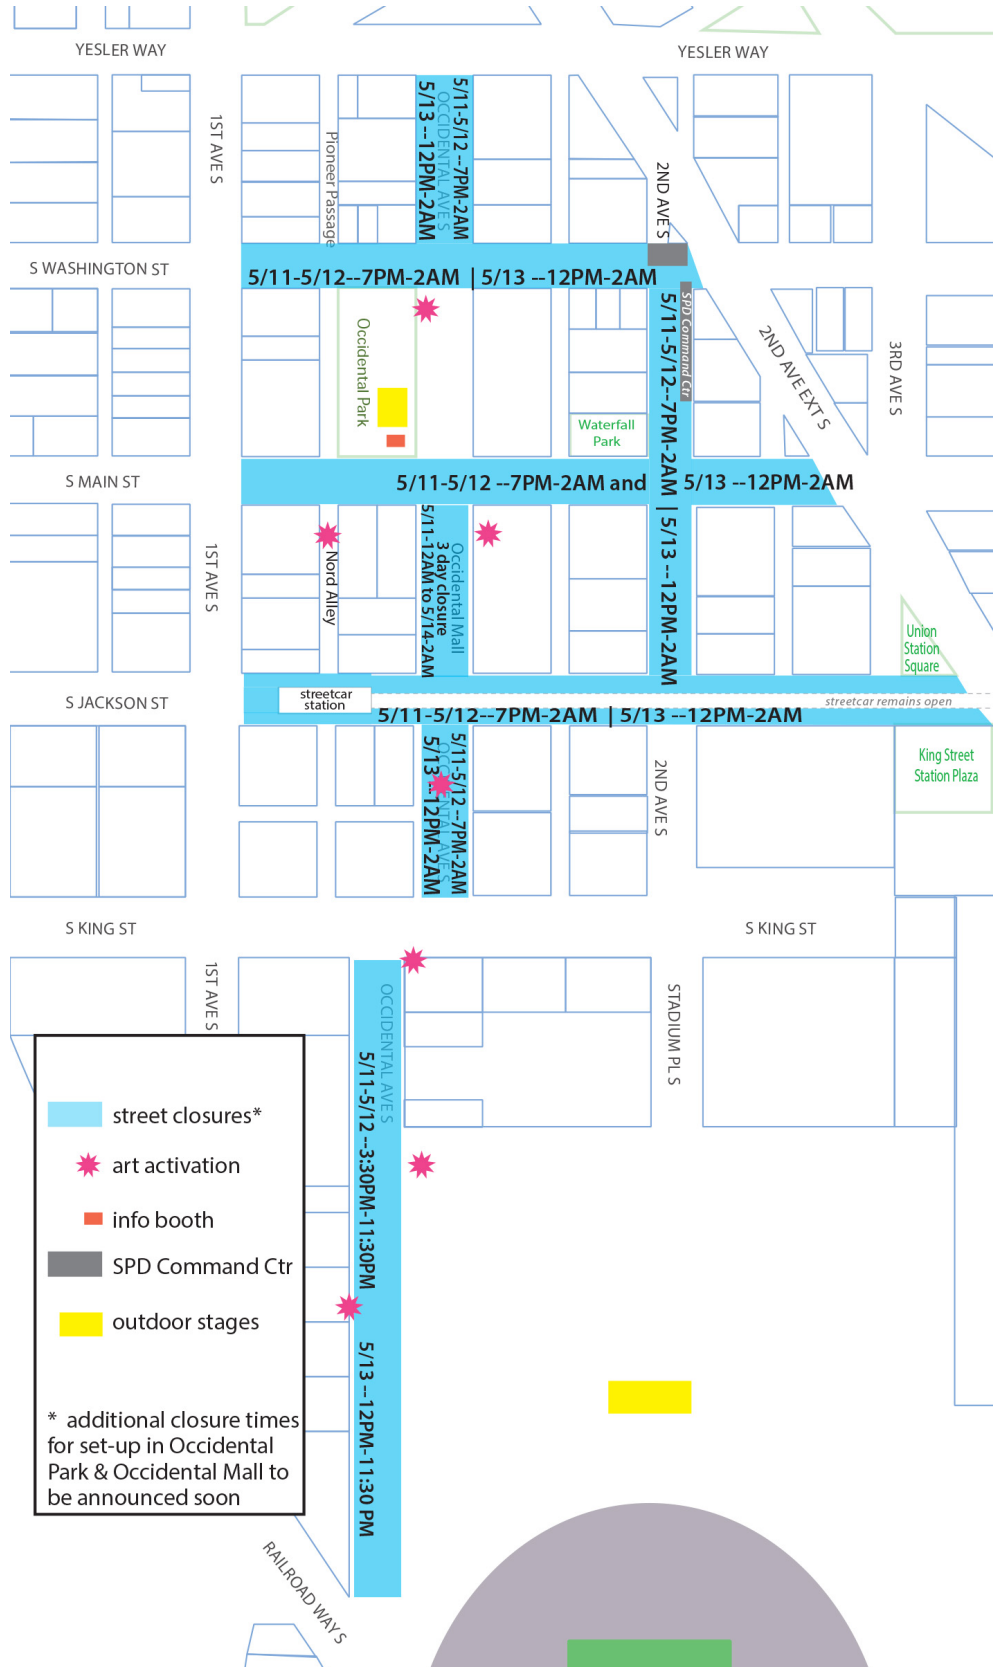 YESLER WAY
YESLER WAY
1ST AVE S
Pioneer Passage
5/13 --12PM-2AM
OCCIDENTAL AVE S
5/11-5/12 --7PM-2AM
2ND AVE S
S WASHINGTON ST
5/11-5/12--7PM-2AM | 5/13 --12PM-2AM
Occidental Park
5/11-5/12--7PM-2AM | 5/13 --12PM-2AM
SPD Command Ctr
2ND AVE EXT S
3RD AVE S
Waterfall
Park
S MAIN ST
5/11-5/12 --7PM-2AM and
5/13 --12PM-2AM
1ST AVE S
Nord Alley
5/11-12AM to 5/14-2AM
3 day closure
Occidental Mall
Union
Station
Square
S JACKSON ST
streetcar
station
streetcar remains open
5/11-5/12--7PM-2AM | 5/13 --12PM-2AM
5/13 --12PM-2AM
OCCIDENTAL AVE S
5/11-5/12 --7PM-2AM
2ND AVE S
King Street
Station Plaza
S KING ST
S KING ST
1ST AVE S
OCCIDENTAL AVE S
5/11-5/12 --3:30PM-11:30PM
5/13 --12PM-11:30 PM
STADIUM PL S
street closures*
art activation
info booth
SPD Command Ctr
outdoor stages
* additional closure times
for set-up in Occidental
Park & Occidental Mall to
be announced soon
RAILROAD WAY S